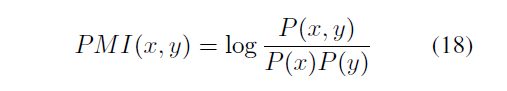 PMI(x, y) = log P(x, y) / P(x)P(y) (18)